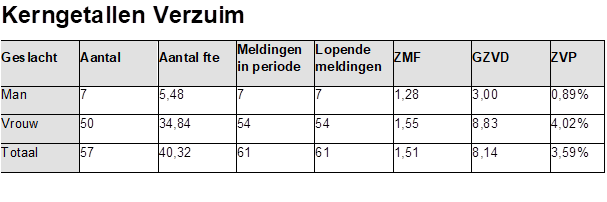 Kerngetallen Verzuim
Geslacht Aantal Aantal fte Meldingen in periode Lopende meldingen ZMF GZVD ZVP
Man 7 5,48 7 7 1,28 3,00 0,89%
Vrouw 50 34,84 54 54 1,55 8,83 4,02%
Totaal 57 40,32 61 61 1,51 8,14 3,59%